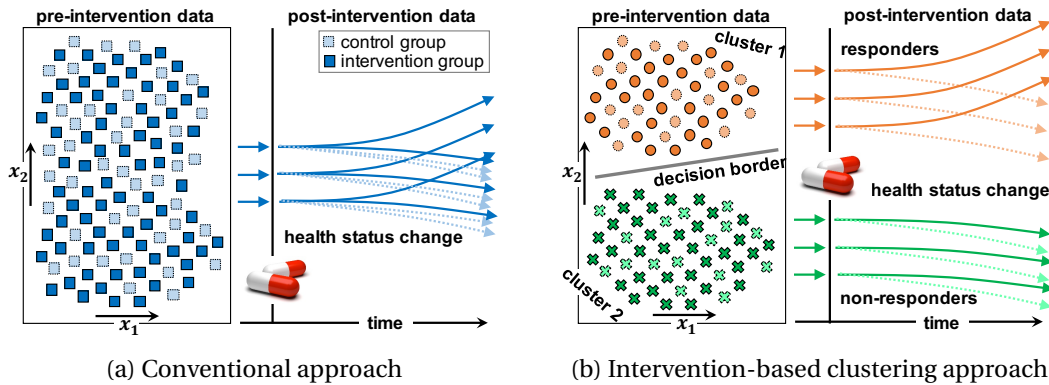 pre-intervention data
post-intervention data
control group
intervention group
x₂
health status change
x₁
time
(a) Conventional approach
pre-intervention data
post-intervention data
cluster 1
responders
x₂
decision border
health status change
cluster 2
non-responders
x₁
time
(b) Intervention-based clustering approach